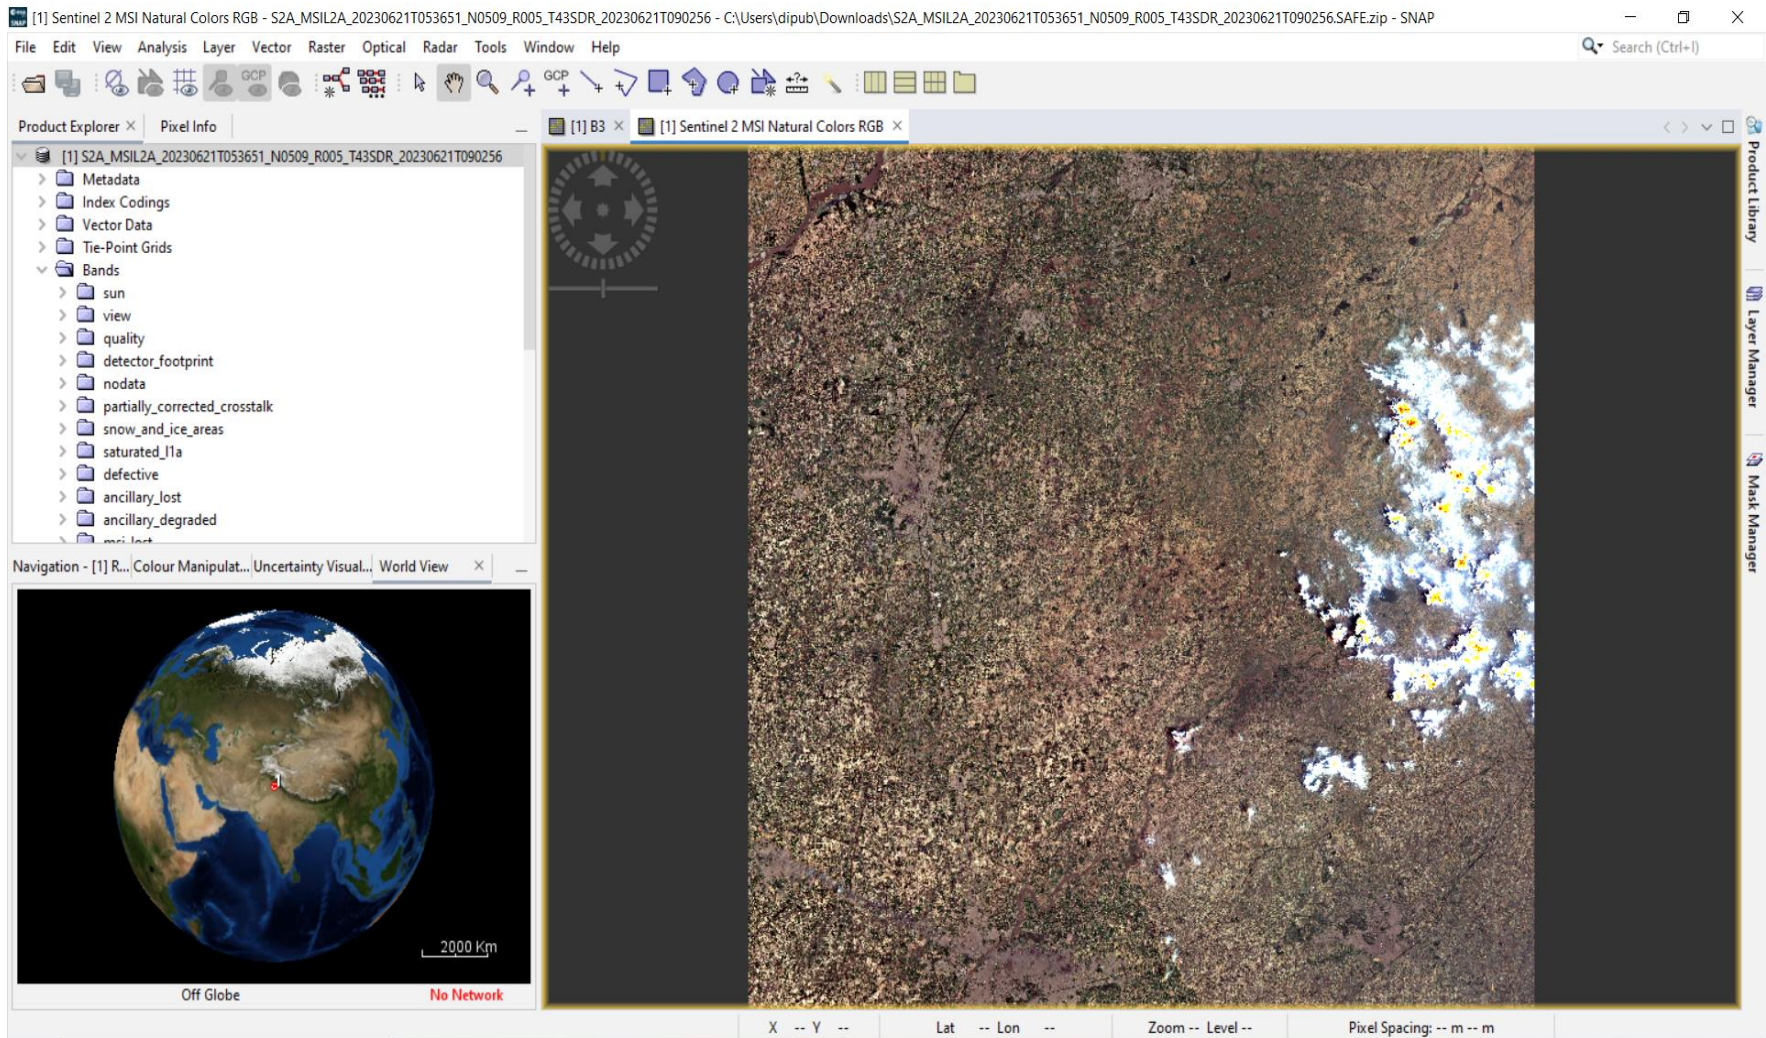 [1] Sentinel 2 MSI Natural Colors RGB - S2A_MSIL2A_20230621T053651_N0509_R005_T43SDR_20230621T090256 - C:\Users\dipub\Downloads\S2A_MSIL2A_20230621T053651_N0509_R005_T43SDR_20230621T090256.SAFE.zip - SNAP
File Edit View Analysis Layer Vector Raster Optical Radar Tools Window Help
Search (Ctrl+I)
GCP GCP
Product Explorer Pixel Info
[1] B3 [1] Sentinel 2 MSI Natural Colors RGB
[1] S2A_MSIL2A_20230621T053651_N0509_R005_T43SDR_20230621T090256
Metadata
Index Codings
Vector Data
Tie-Point Grids
Bands
sun
view
quality
detector_footprint
nodata
partially_corrected_crosstalk
snow_and_ice_areas
saturated_l1a
defective
ancillary_lost
ancillary_degraded
msi_lost
Product Library
Layer Manager
Mask Manager
Navigation - [1] R... Colour Manipulat... Uncertainty Visual... World View
2000 Km
Off Globe No Network
X -- Y -- Lat -- Lon -- Zoom -- Level -- Pixel Spacing: -- m -- m